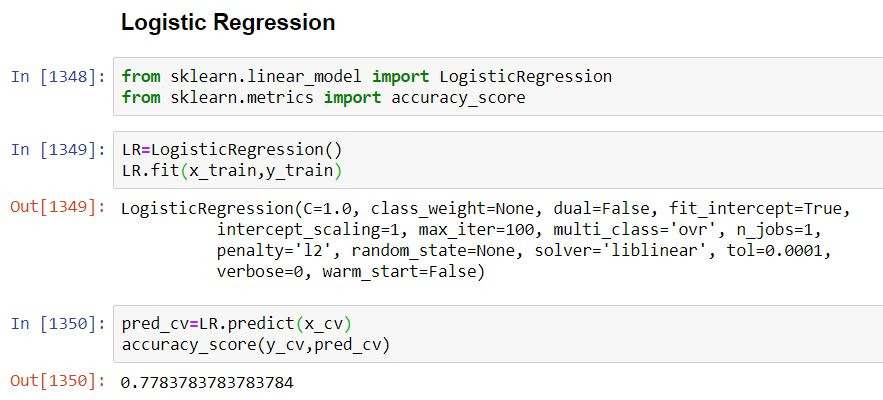 Logistic Regression
In [1348]: from sklearn.linear_model import LogisticRegression
from sklearn.metrics import accuracy_score
In [1349]: LR=LogisticRegression()
LR.fit(x_train,y_train)
Out[1349]: LogisticRegression(C=1.0, class_weight=None, dual=False, fit_intercept=True,
intercept_scaling=1, max_iter=100, multi_class='ovr', n_jobs=1,
penalty='l2', random_state=None, solver='liblinear', tol=0.0001,
verbose=0, warm_start=False)
In [1350]: pred_cv=LR.predict(x_cv)
accuracy_score(y_cv,pred_cv)
Out[1350]: 0.7783783783783784